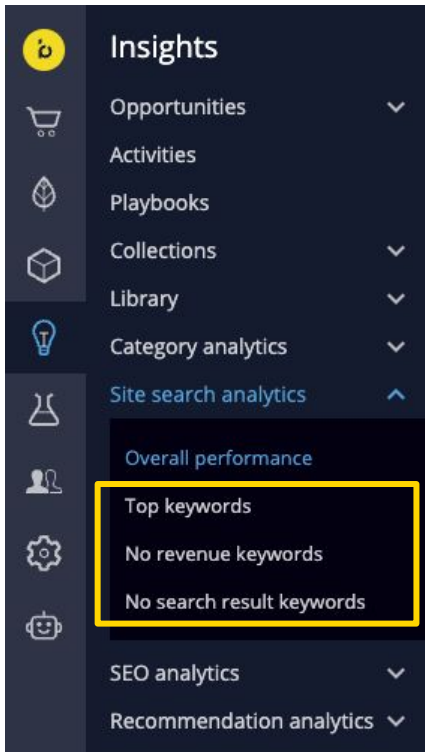 Insights
Opportunities
Activities
Playbooks
Collections
Library
Category analytics
Site search analytics
Overall performance
Top keywords
No revenue keywords
No search result keywords
SEO analytics
Recommendation analytics